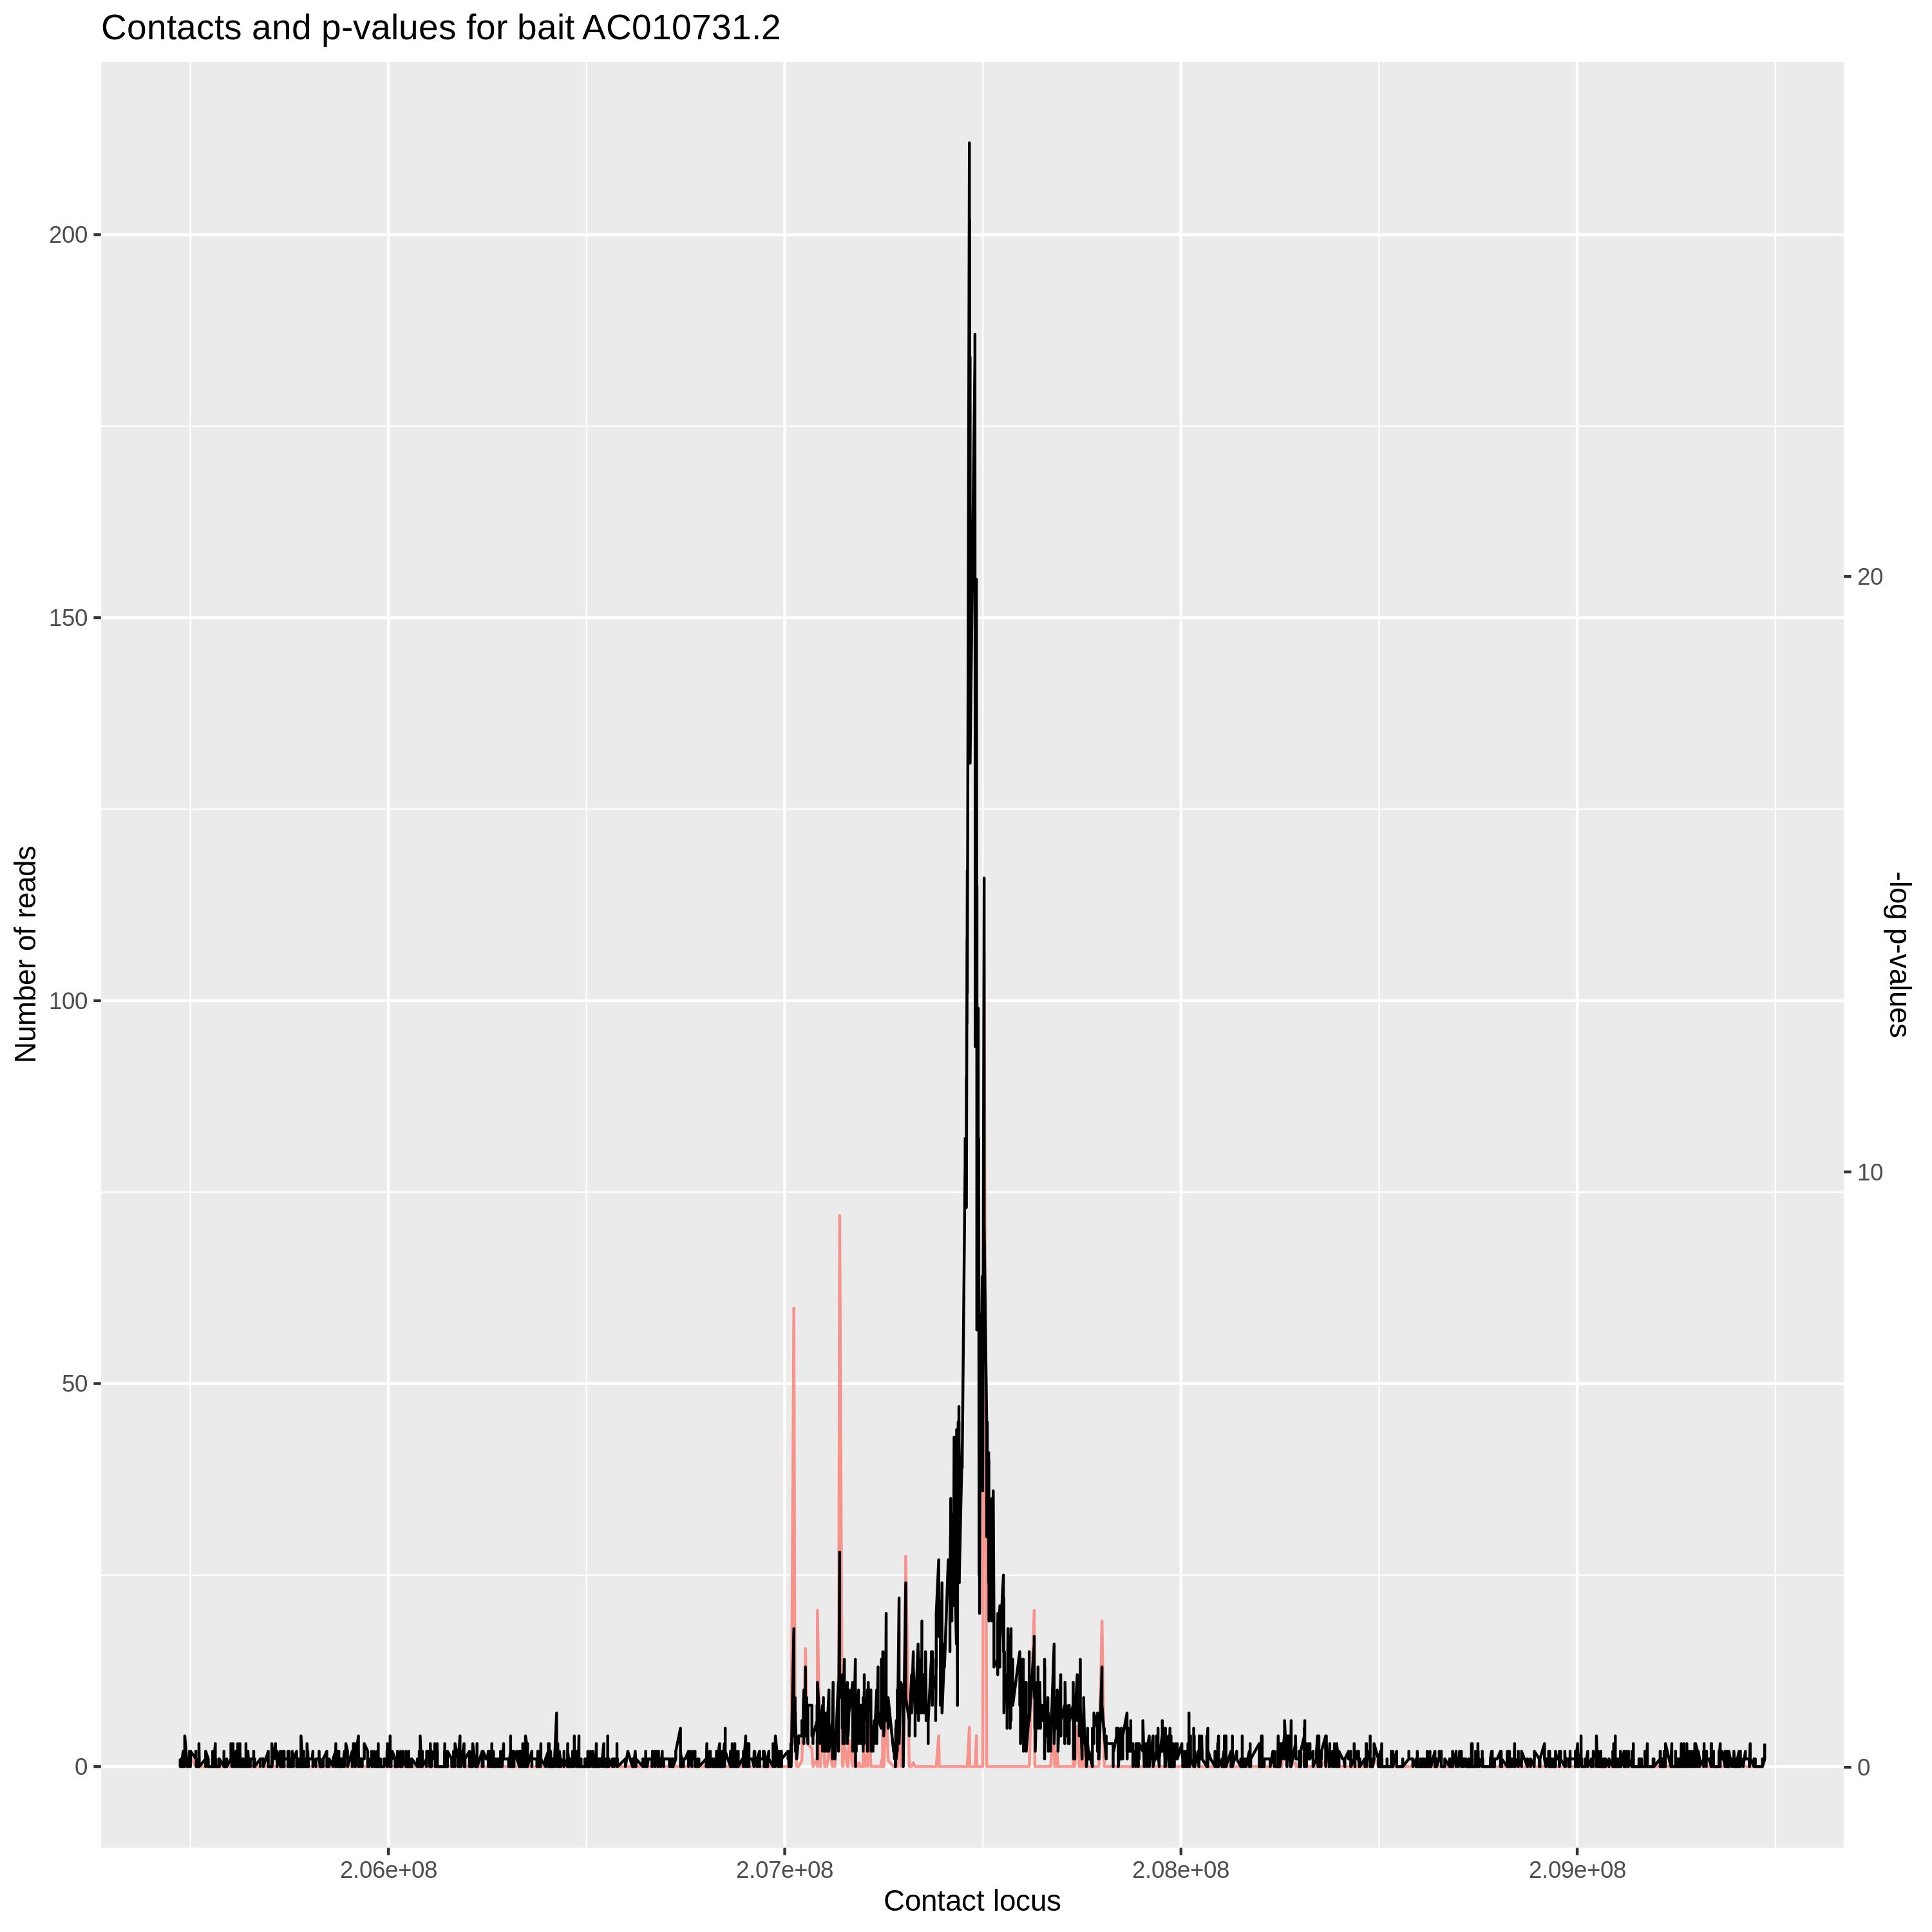 Contacts and p-values for bait AC010731.2
200
150
100
50
0
20
10
0
Number of reads
-log p-values
2.06e+08
2.07e+08
2.08e+08
2.09e+08
Contact locus